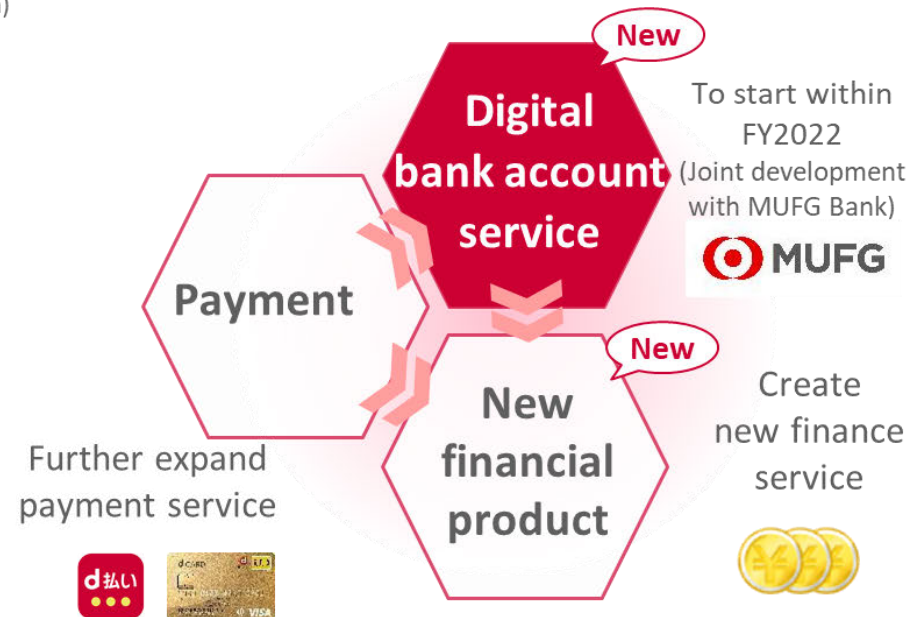 New
Digital
bank account
service
To start within
FY2022
(Joint development
with MUFG Bank)
MUFG
Payment
New
New
financial
product
Create
new finance
service
Further expand
payment service
d払い
d CARD
VISA